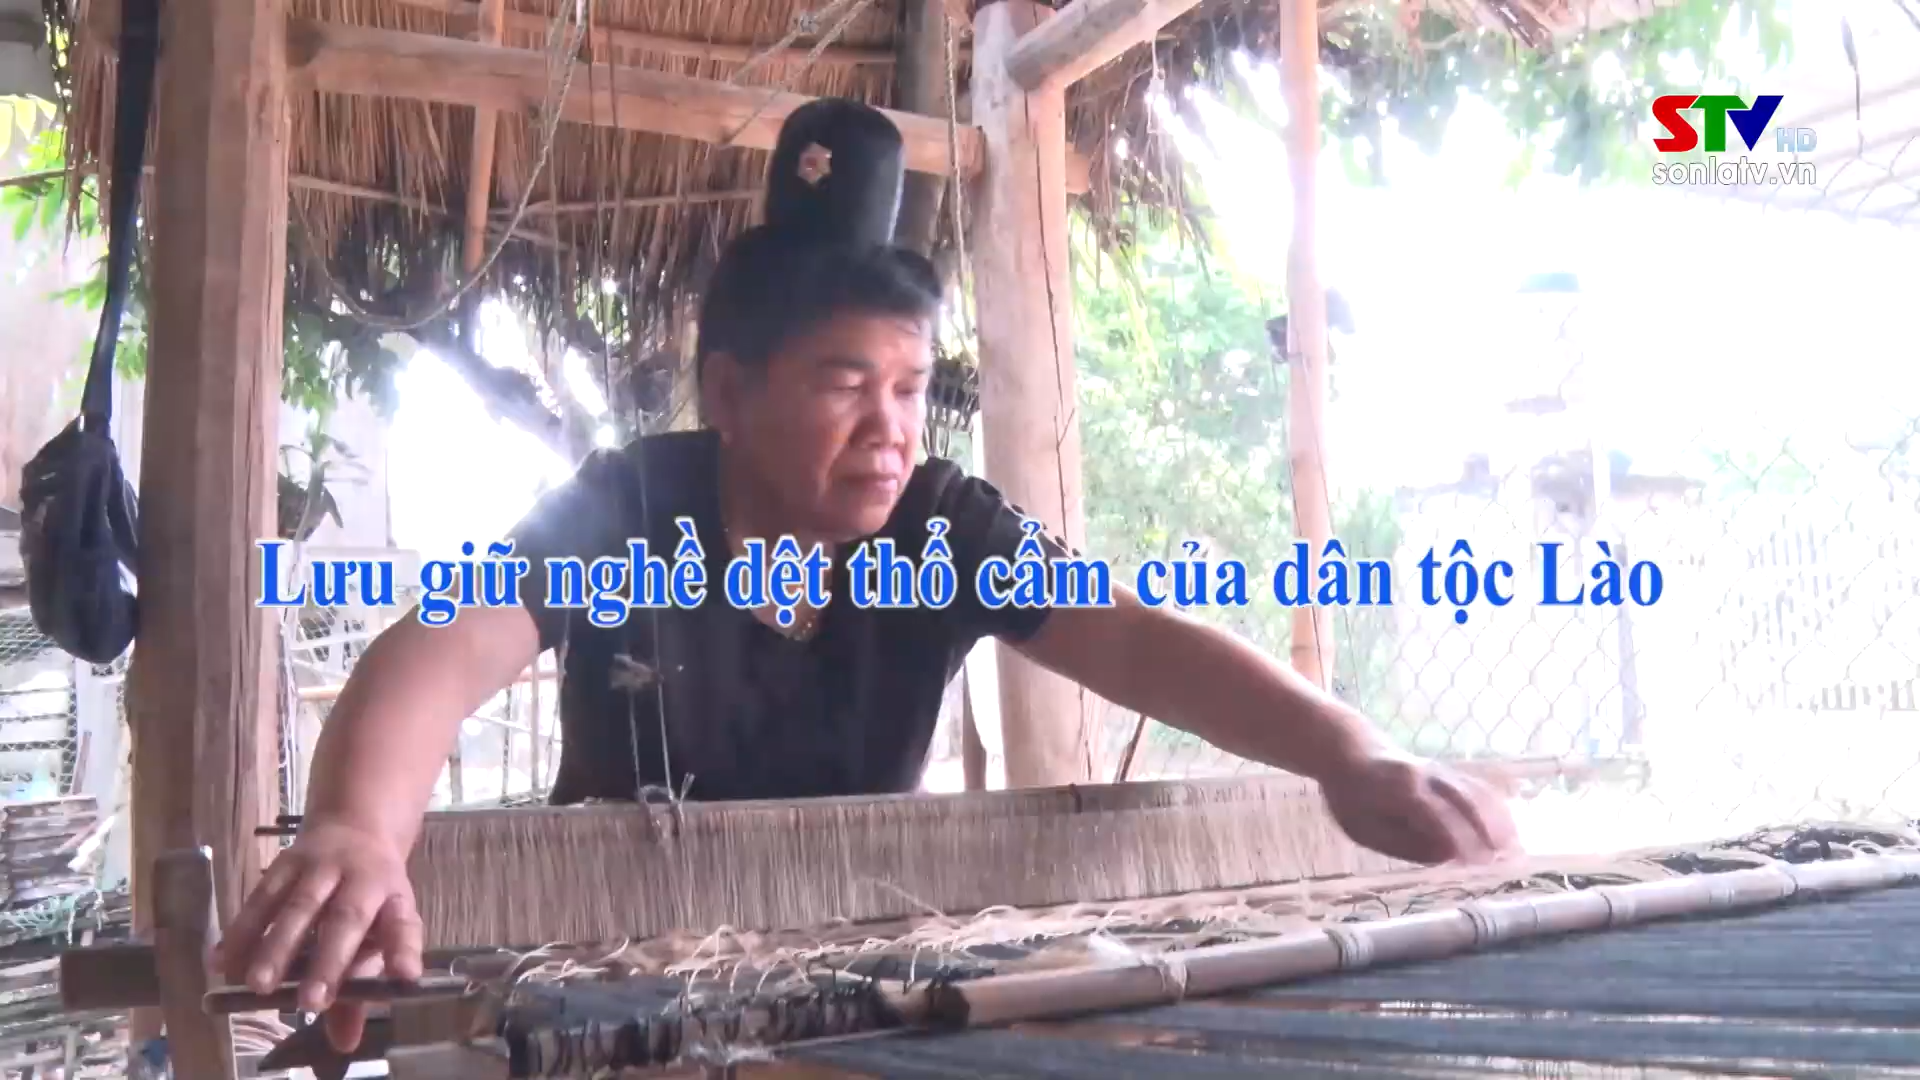 STV HD
sonlatv.vn
Lưu giữ nghề dệt thổ cẩm của dân tộc Lào